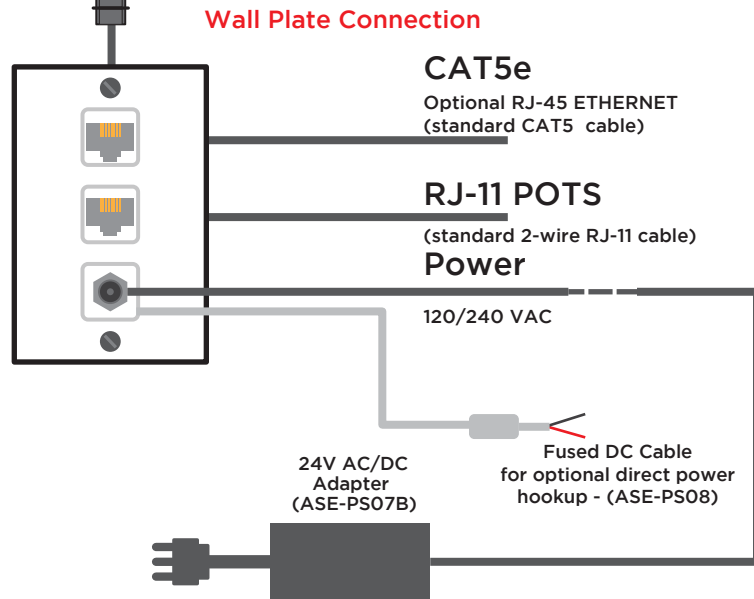 Wall Plate Connection
CAT5e
Optional RJ-45 ETHERNET
(standard CAT5 cable)
RJ-11 POTS
(standard 2-wire RJ-11 cable)
Power
120/240 VAC
Fused DC Cable
for optional direct power
hookup - (ASE-PS08)
24V AC/DC
Adapter
(ASE-PS07B)